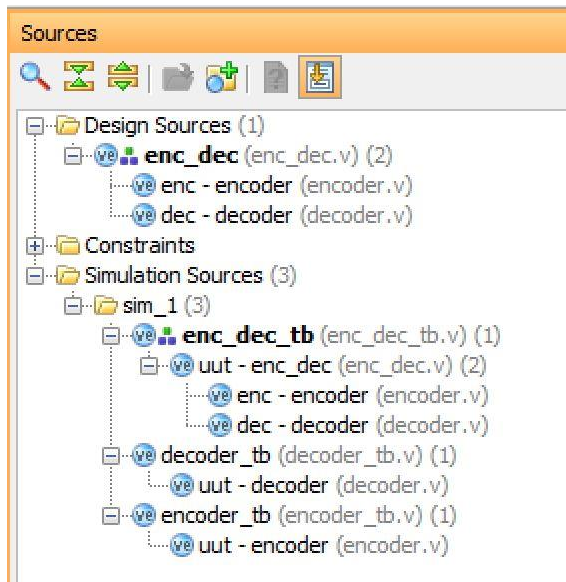 Sources
Design Sources (1)
enc_dec (enc_dec.v) (2)
enc - encoder (encoder.v)
dec - decoder (decoder.v)
Constraints
Simulation Sources (3)
sim_1 (3)
enc_dec_tb (enc_dec_tb.v) (1)
uut - enc_dec (enc_dec.v) (2)
enc - encoder (encoder.v)
dec - decoder (decoder.v)
decoder_tb (decoder_tb.v) (1)
uut - decoder (decoder.v)
encoder_tb (encoder_tb.v) (1)
uut - encoder (encoder.v)